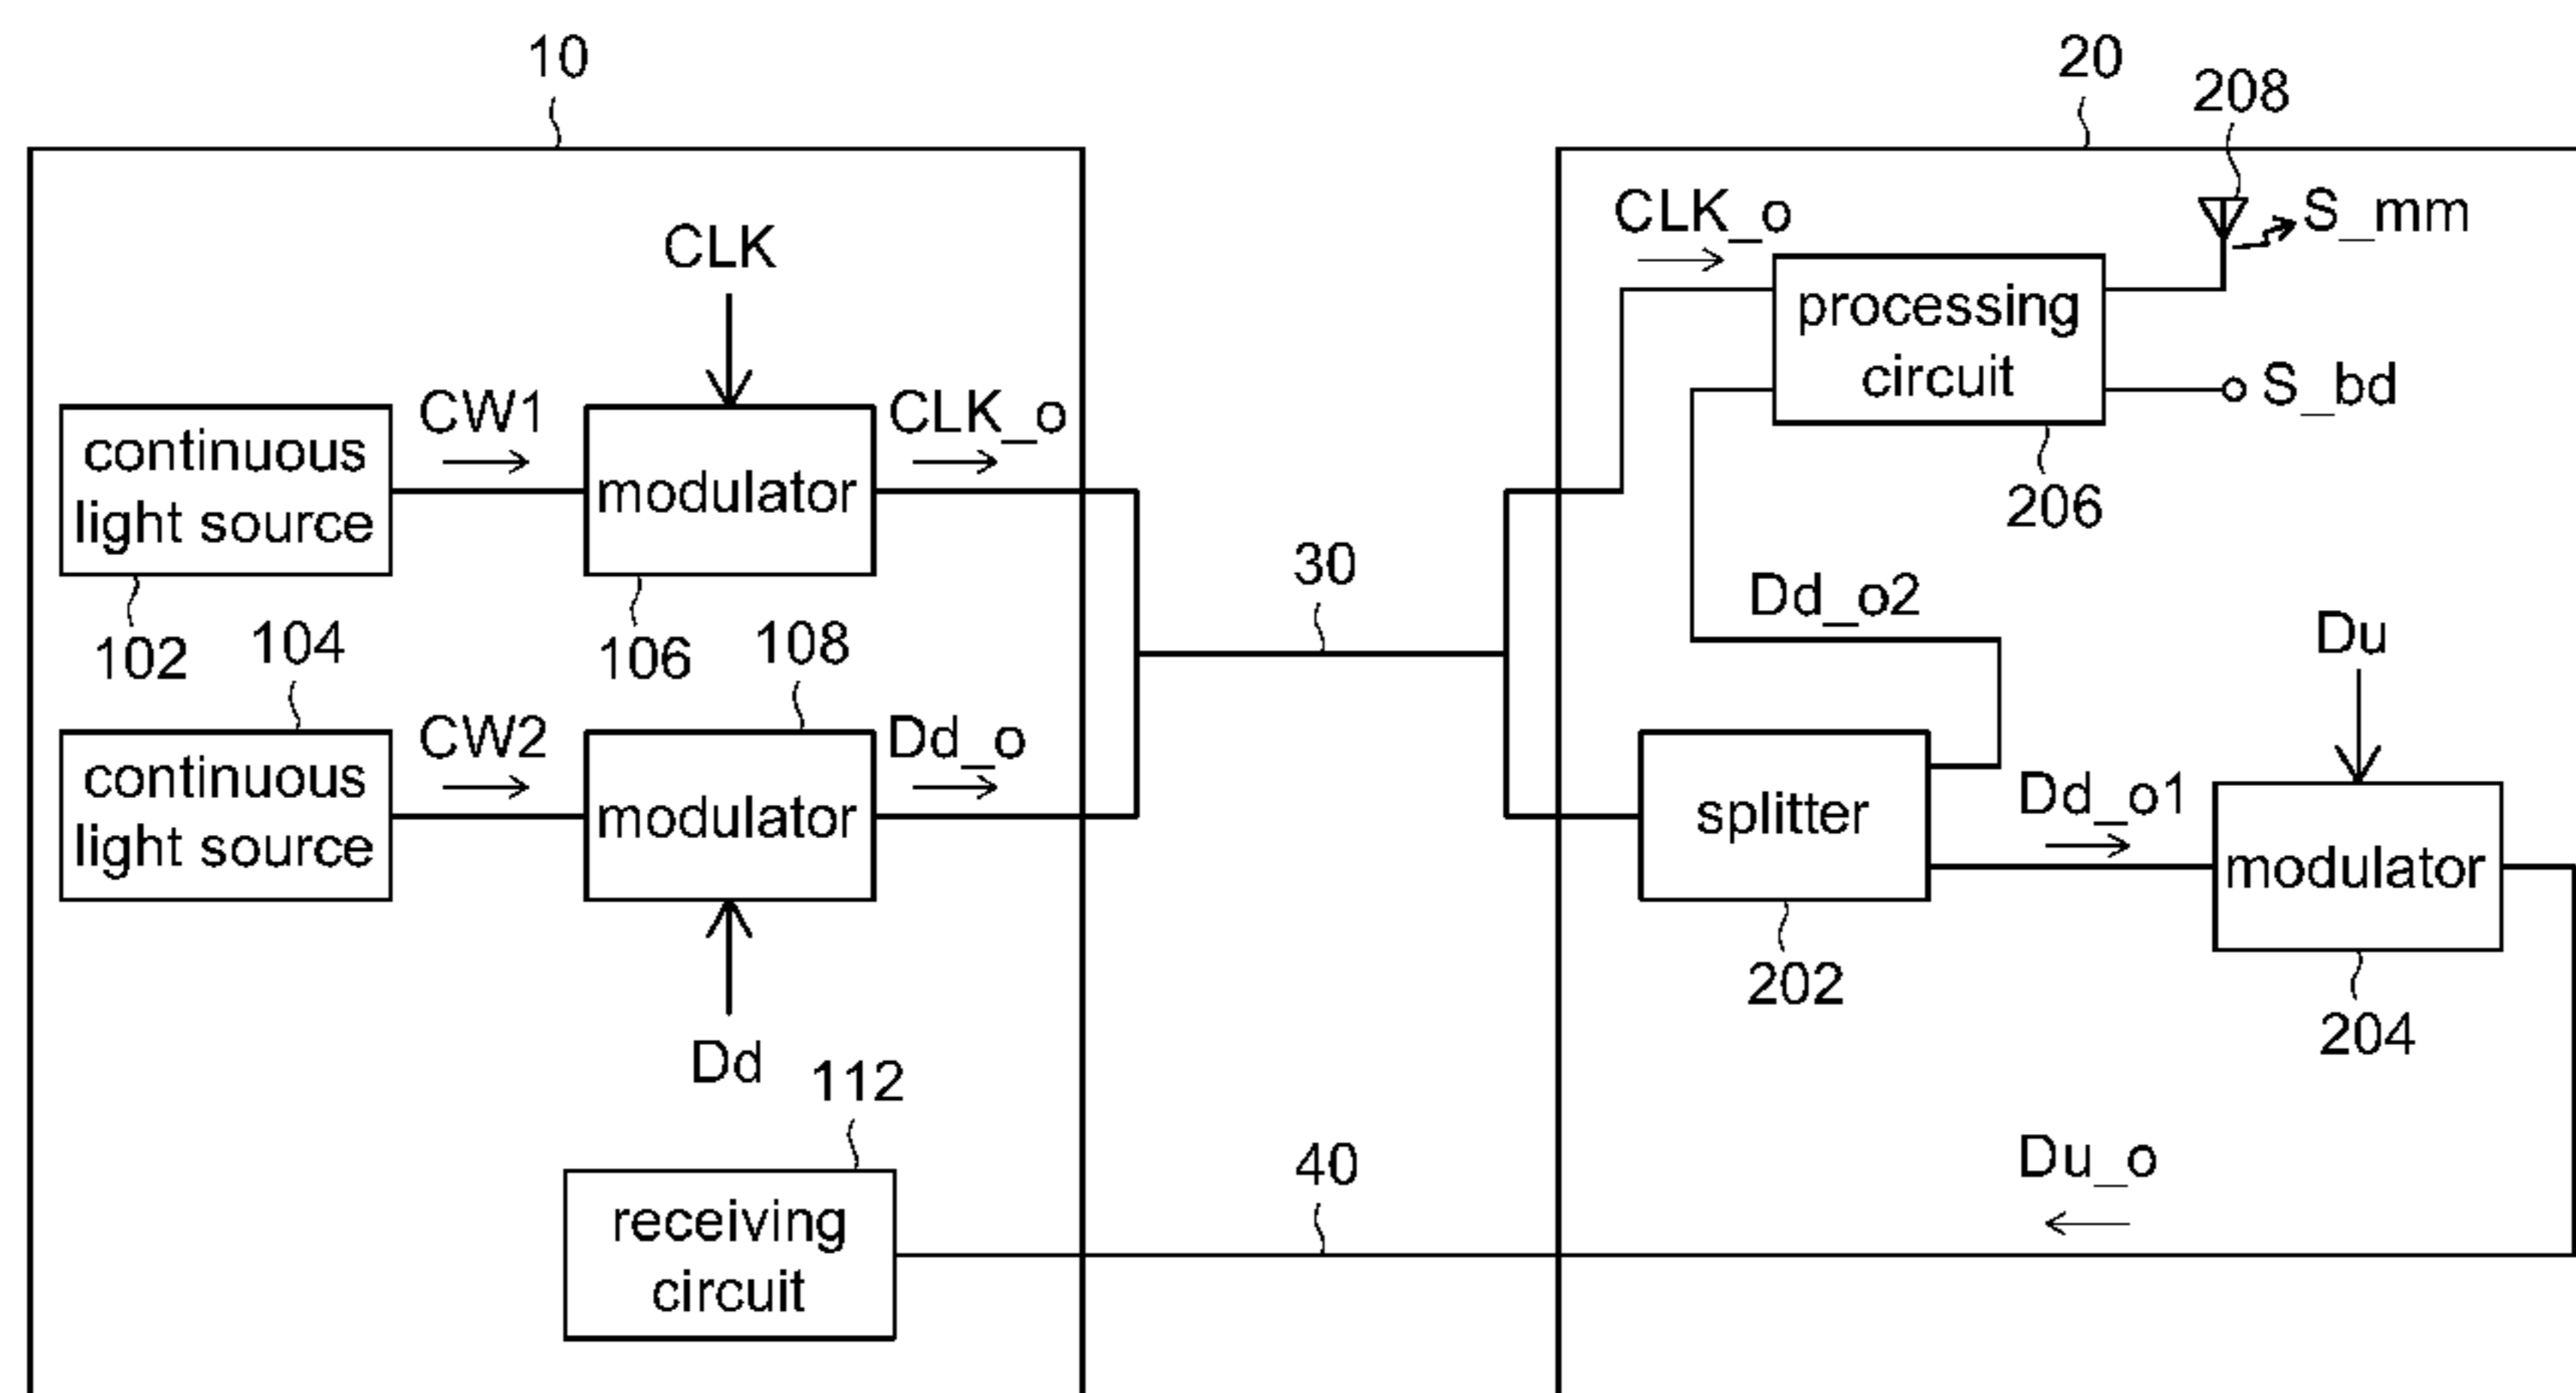 10
20
208
CLK
CLK_o
S_mm
processing
circuit
S_bd
206
continuous
light source
CW1
modulator
CLK_o
102
106
30
Dd_o2
Du
104
108
continuous
light source
CW2
modulator
Dd_o
splitter
Dd_o1
modulator
202
204
Dd
112
receiving
circuit
40
Du_o